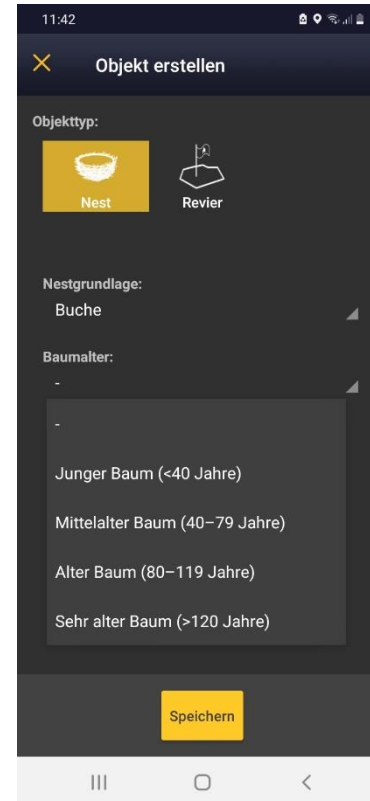 11:42
Objekt erstellen
Objekttyp:
Nest
Revier
Nestgrundlage:
Buche
Baumalter:
-
-
Junger Baum (<40 Jahre)
Mittelalter Baum (40–79 Jahre)
Alter Baum (80–119 Jahre)
Sehr alter Baum (>120 Jahre)
Speichern